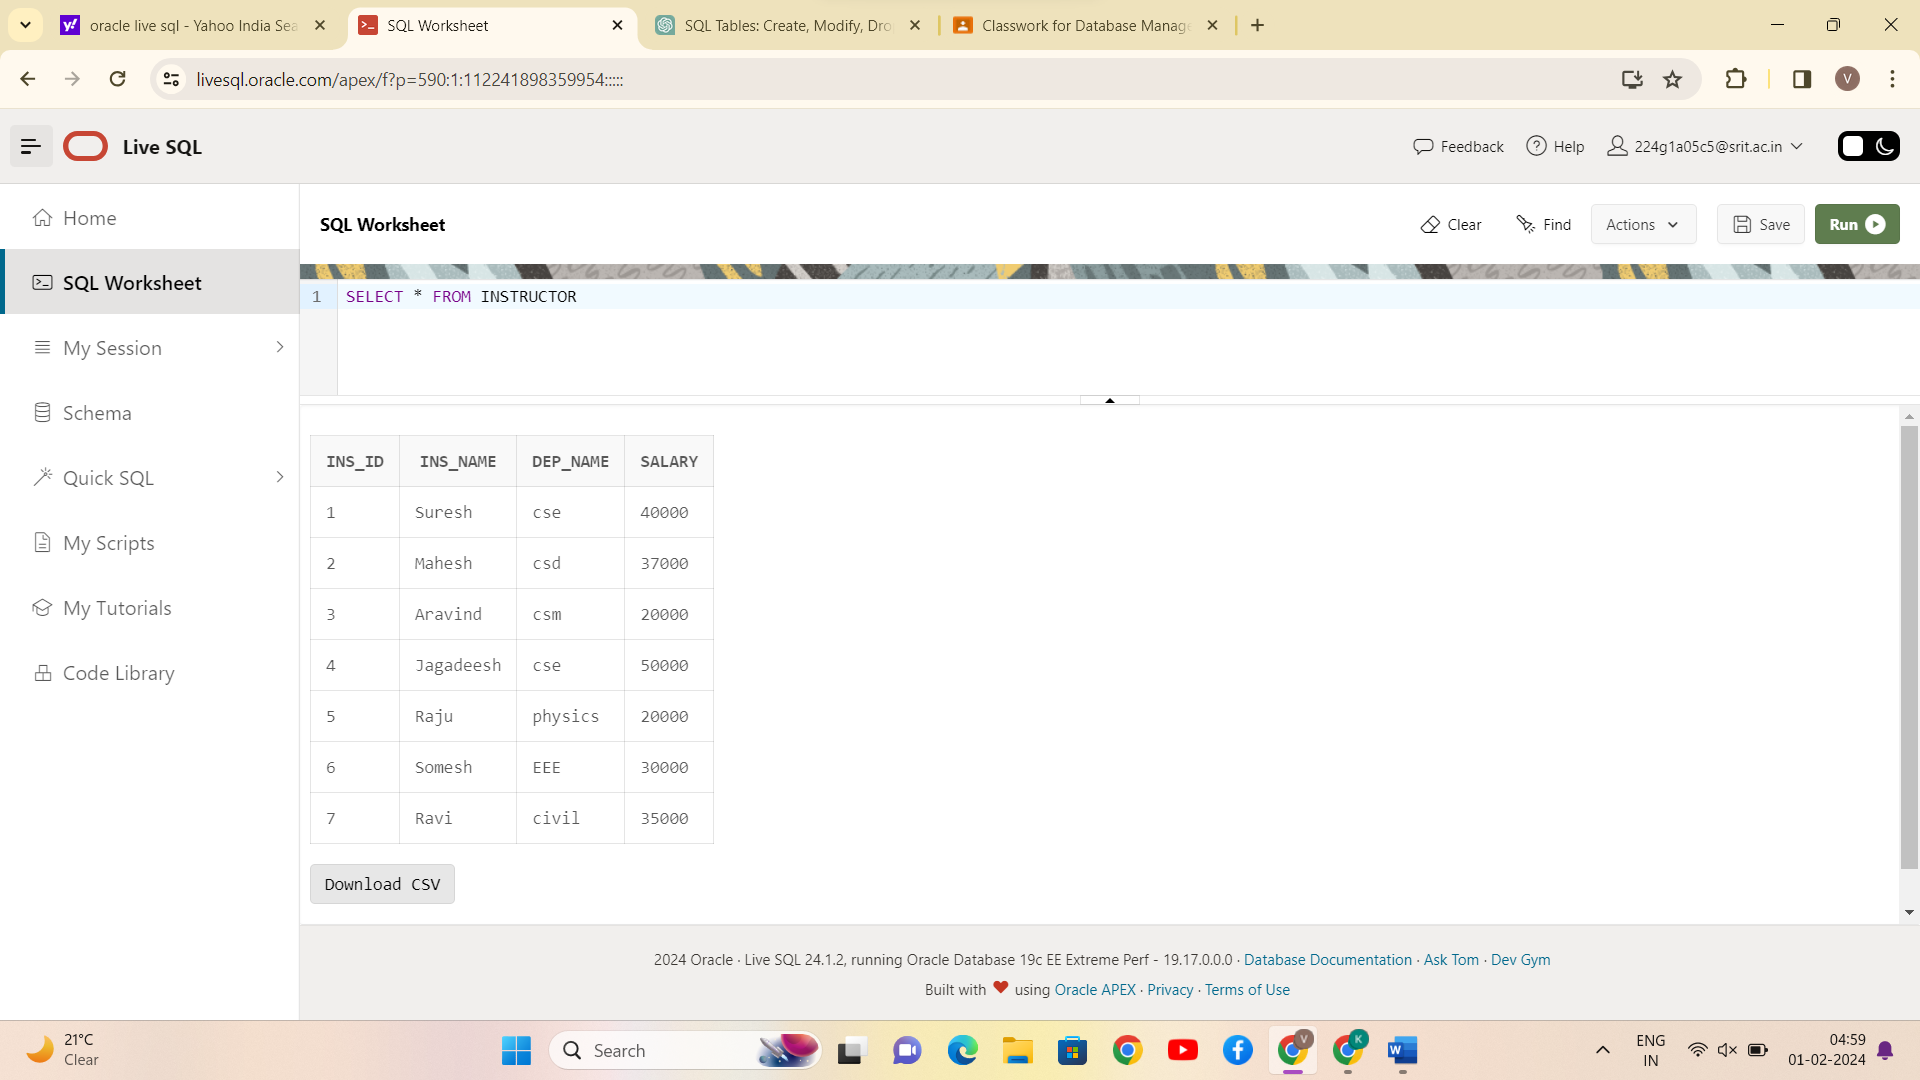 oracle live sql - Yahoo India Sea
SQL Worksheet
SQL Tables: Create, Modify, Dro
Classwork for Database Manage
livesql.oracle.com/apex/f?p=590:1:112241898359954:::::
V
Live SQL
Feedback
Help
224g1a05c5@srit.ac.in
Home
SQL Worksheet
My Session
Schema
Quick SQL
My Scripts
My Tutorials
Code Library
SQL Worksheet
Clear
Find
Actions
Save
Run
1 SELECT * FROM INSTRUCTOR
INS_ID INS_NAME DEP_NAME SALARY
1 Suresh cse 40000
2 Mahesh csd 37000
3 Aravind csm 20000
4 Jagadeesh cse 50000
5 Raju physics 20000
6 Somesh EEE 30000
7 Ravi civil 35000
Download CSV
2024 Oracle · Live SQL 24.1.2, running Oracle Database 19c EE Extreme Perf - 19.17.0.0.0 · Database Documentation · Ask Tom · Dev Gym
Built with ❤ using Oracle APEX · Privacy · Terms of Use
21°C
Clear
Search
V
K
ENG
IN
04:59
01-02-2024